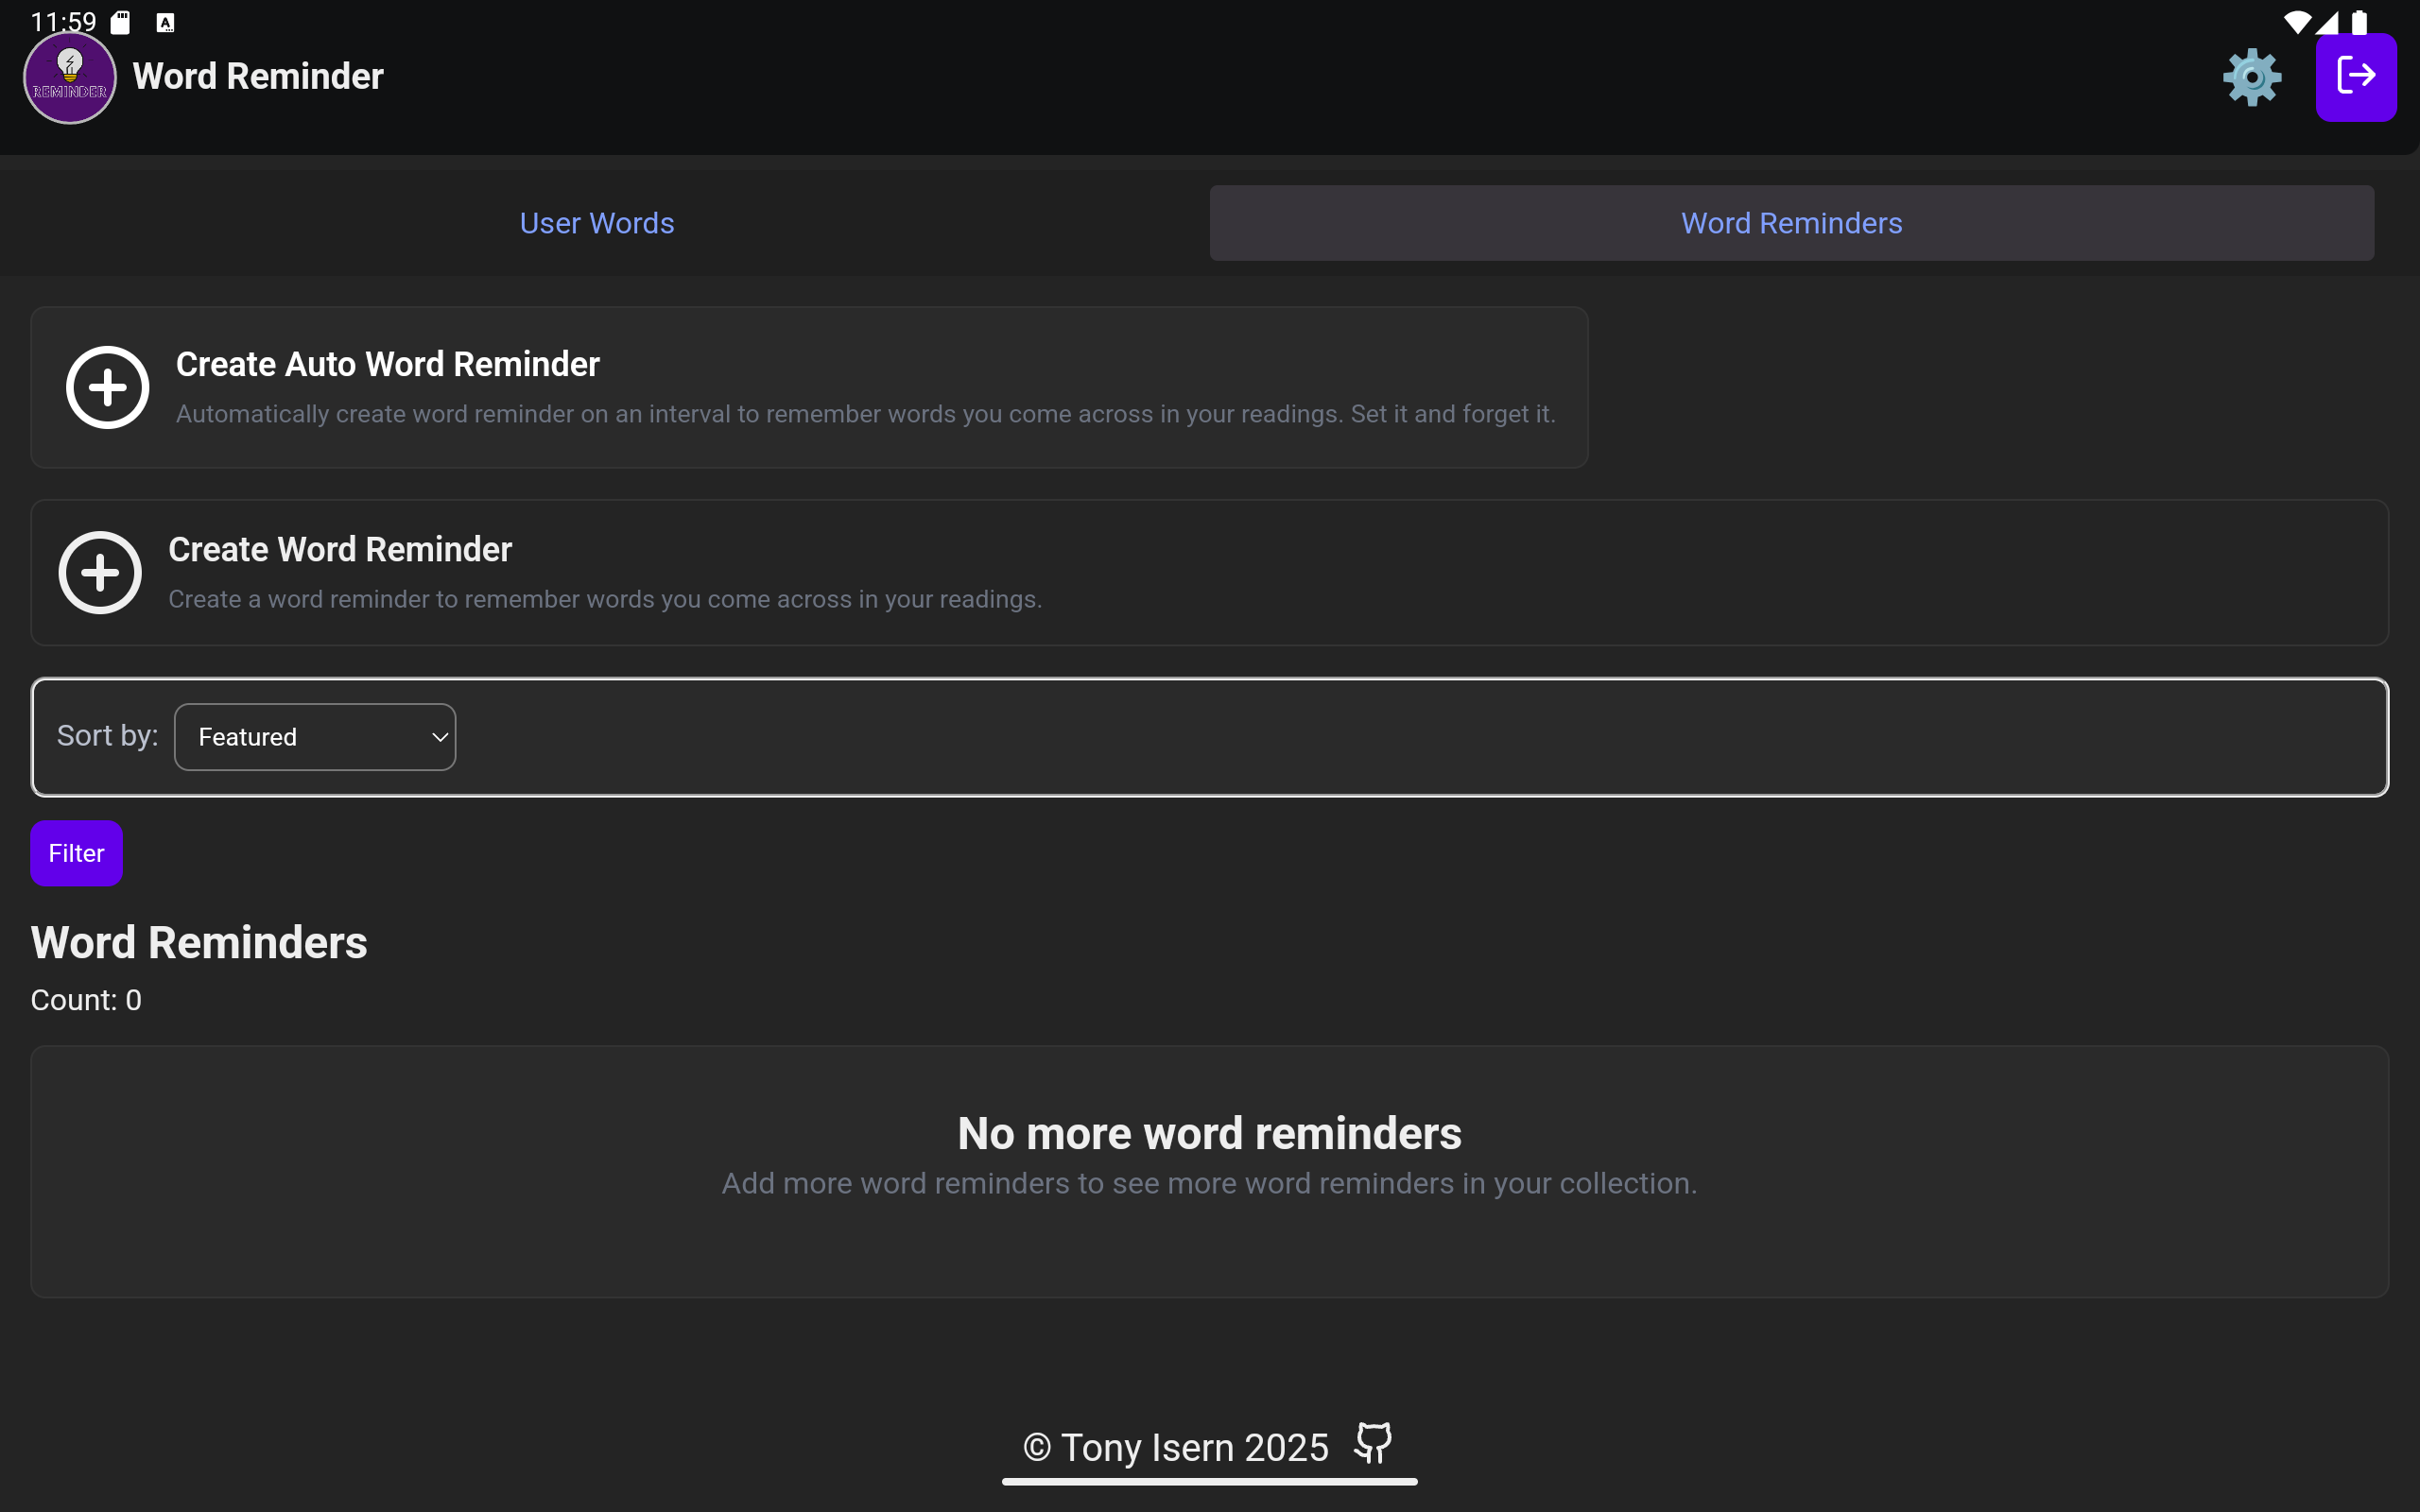 11:59
REMINDER
Word Reminder
User Words
Word Reminders
Create Auto Word Reminder
Automatically create word reminder on an interval to remember words you come across in your readings. Set it and forget it.
Create Word Reminder
Create a word reminder to remember words you come across in your readings.
Sort by: Featured
Filter
Word Reminders
Count: 0
No more word reminders
Add more word reminders to see more word reminders in your collection.
© Tony Isern 2025